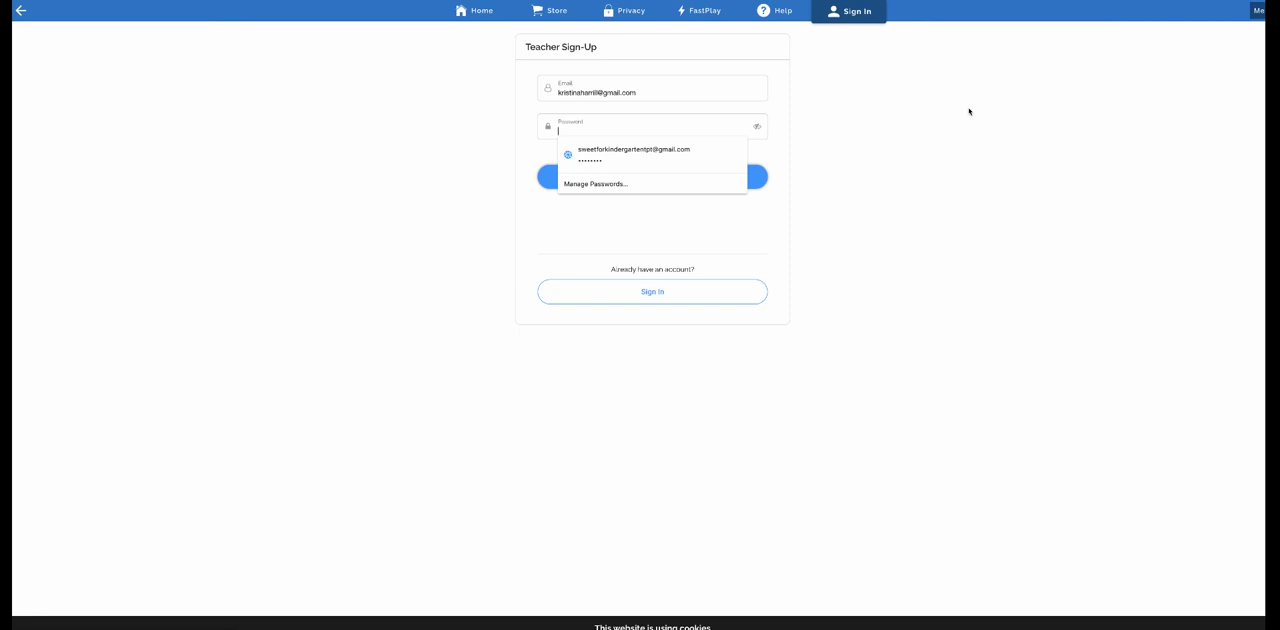 Home Store Privacy FastPlay Help Sign In Me
Teacher Sign-Up
Email
kristinaharrill@gmail.com
Password
sweetforkindergartentpt@gmail.com
••••••••
Manage Passwords...
Already have an account?
Sign In
This website is using cookies